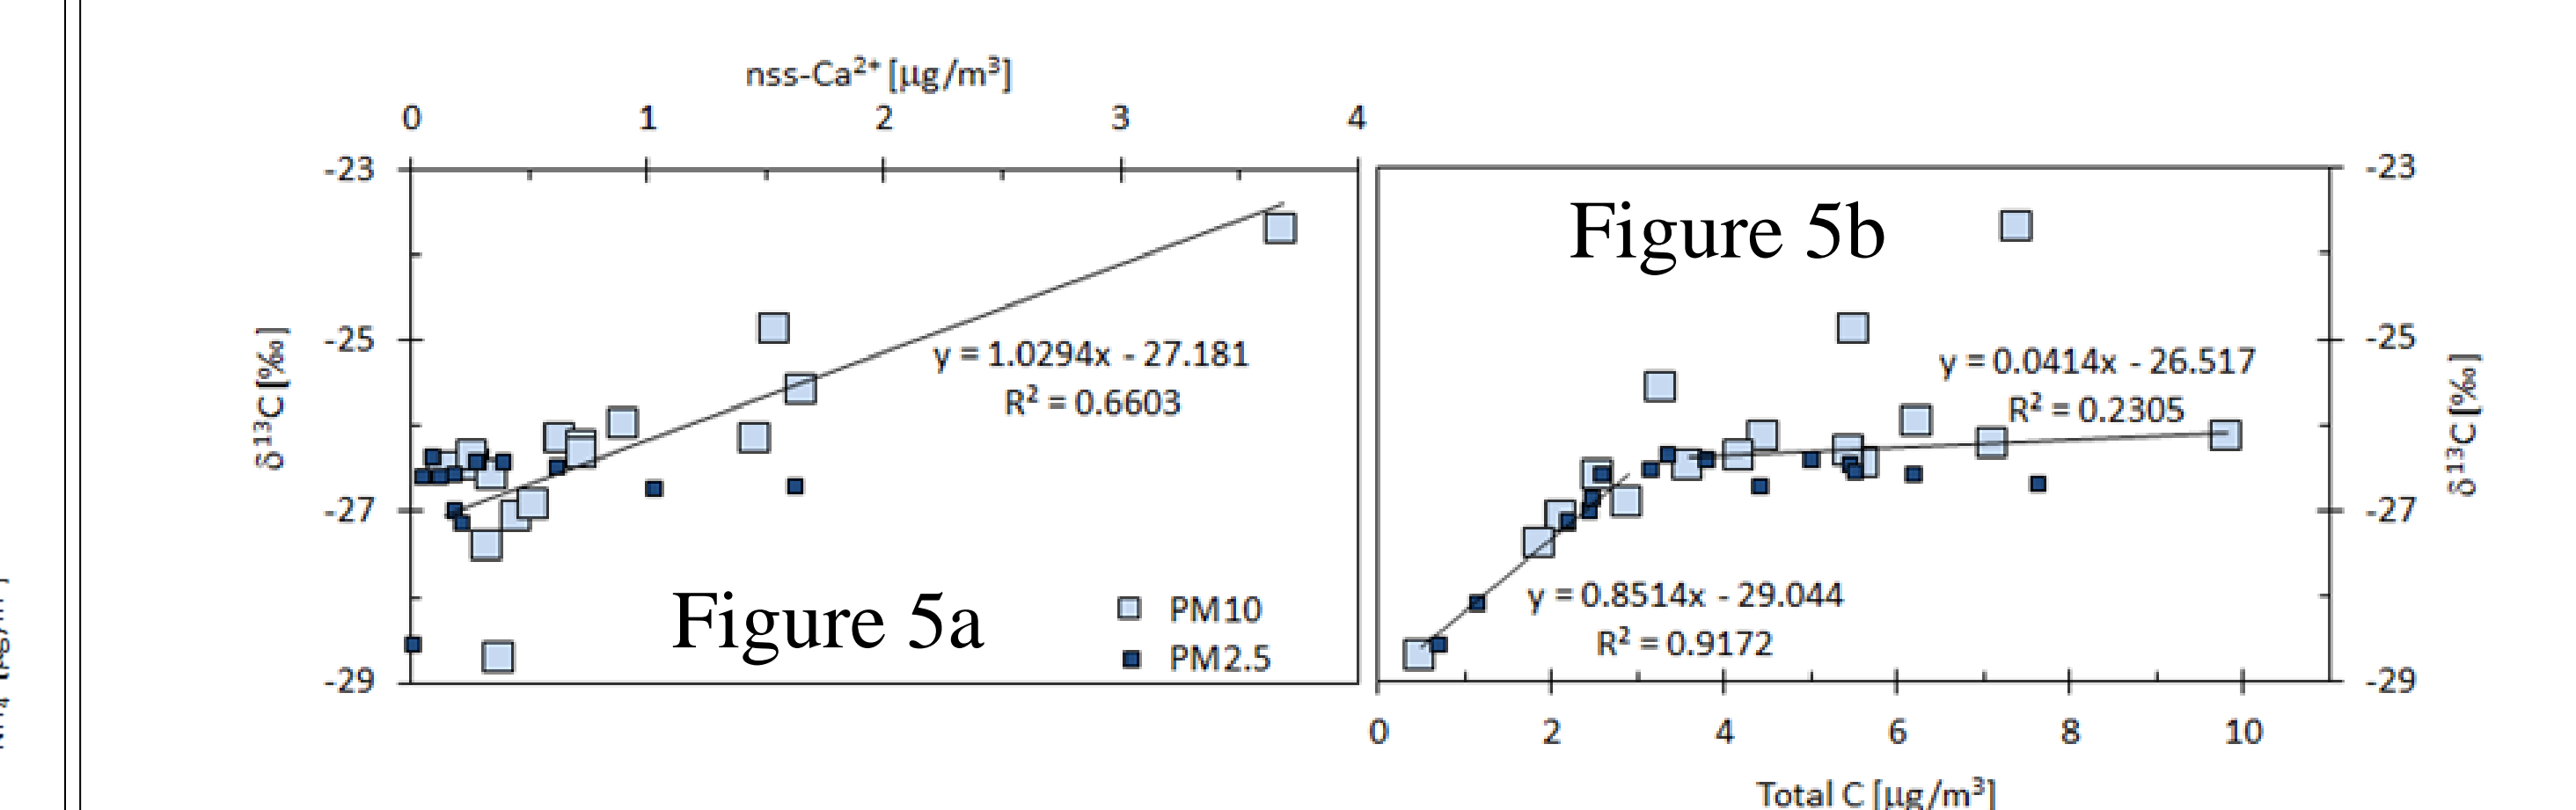 nss-Ca²⁺ [µg/m³]
0 1 2 3 4
-23
-25
-27
-29
δ¹³C [‰]
y = 1.0294x - 27.181
R² = 0.6603
Figure 5a
PM10
PM2.5
Figure 5b
y = 0.0414x - 26.517
R² = 0.2305
y = 0.8514x - 29.044
R² = 0.9172
-23
-25
-27
-29
δ¹³C [‰]
0 2 4 6 8 10
Total C [µg/m³]